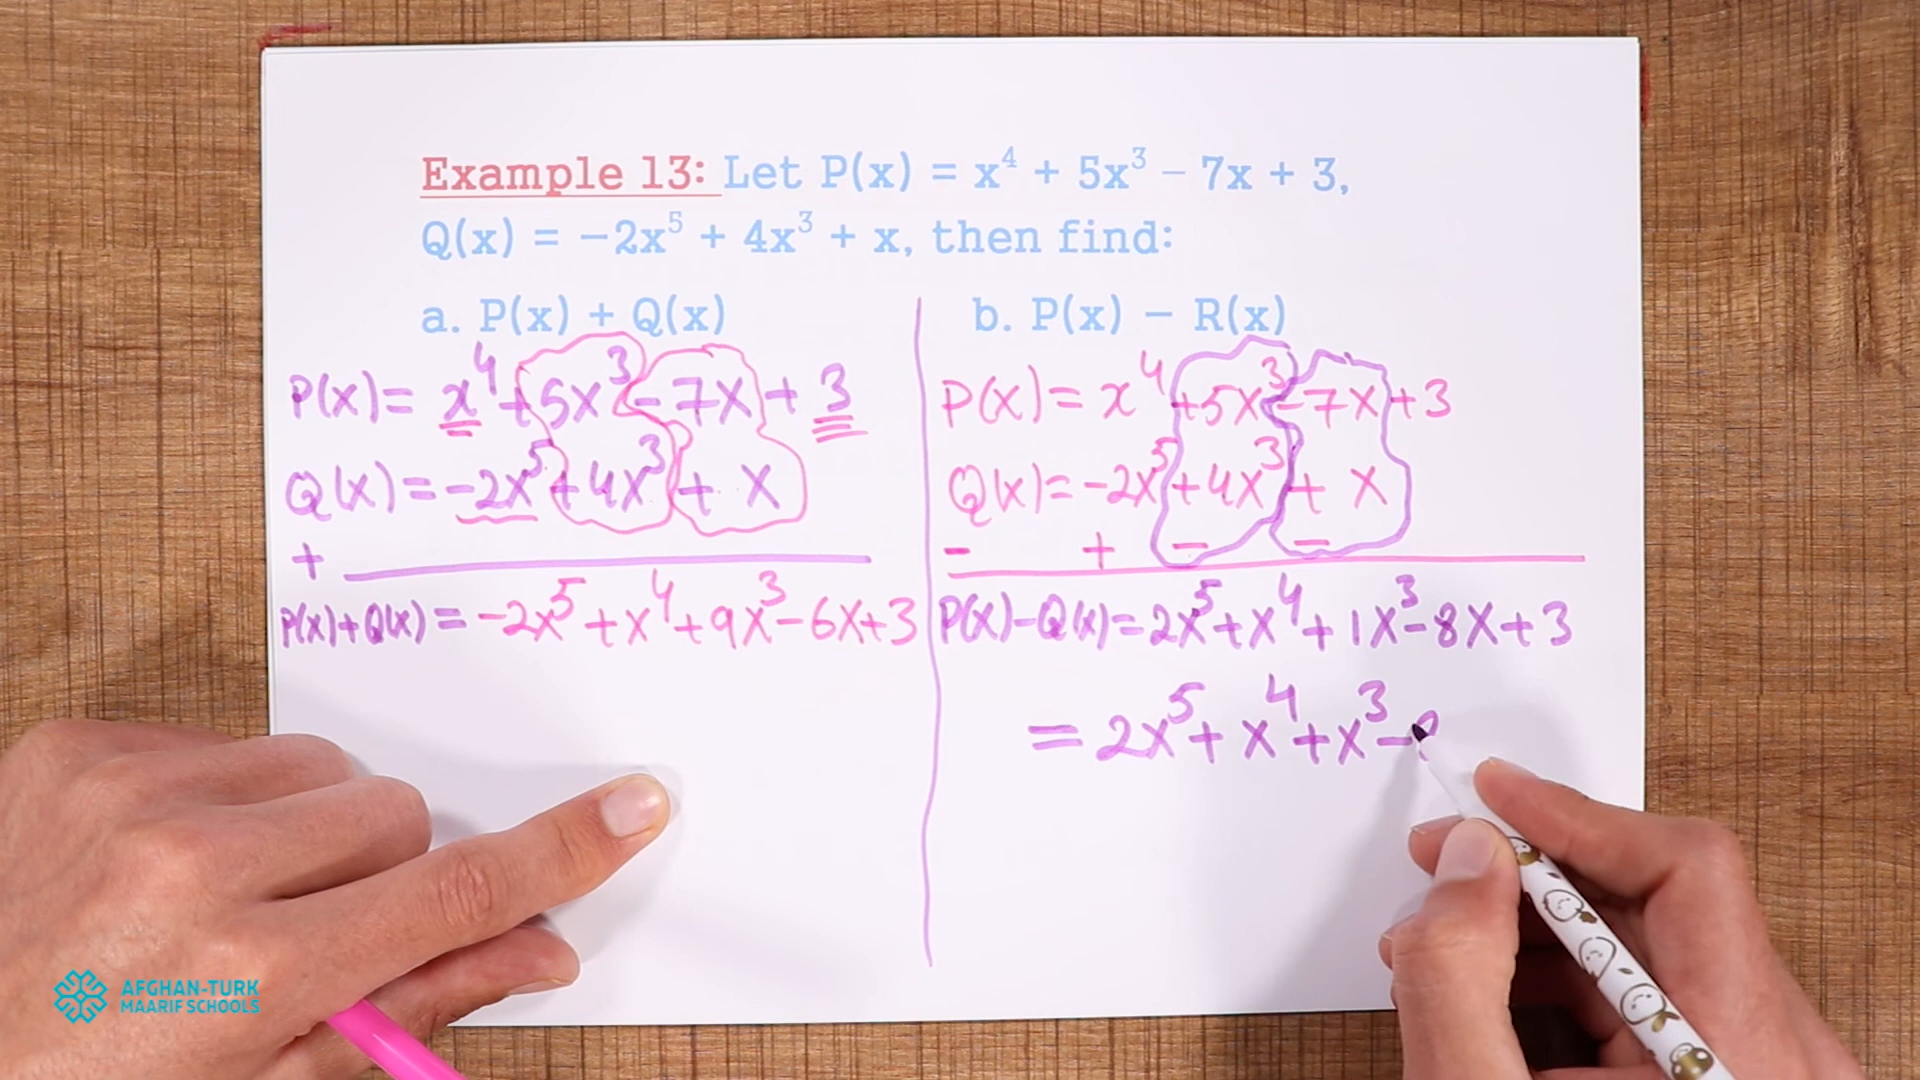 Example 13: Let P(x) = x⁴ + 5x³ − 7x + 3,
Q(x) = −2x⁵ + 4x³ + x, then find:
a. P(x) + Q(x)
P(x) = x⁴ + 5x³ − 7x + 3
Q(x) = −2x⁵ + 4x³ + x
+
P(x) + Q(x) = −2x⁵ + x⁴ + 9x³ − 6x + 3
b. P(x) − R(x)
P(x) = x⁴ + 5x³ − 7x + 3
Q(x) = −2x⁵ + 4x³ + x
− + − −
P(x) − Q(x) = 2x⁵ + x⁴ + 1x³ − 8x + 3
= 2x⁵ + x⁴ + x³ −
AFGHAN-TURK
MAARIF SCHOOLS